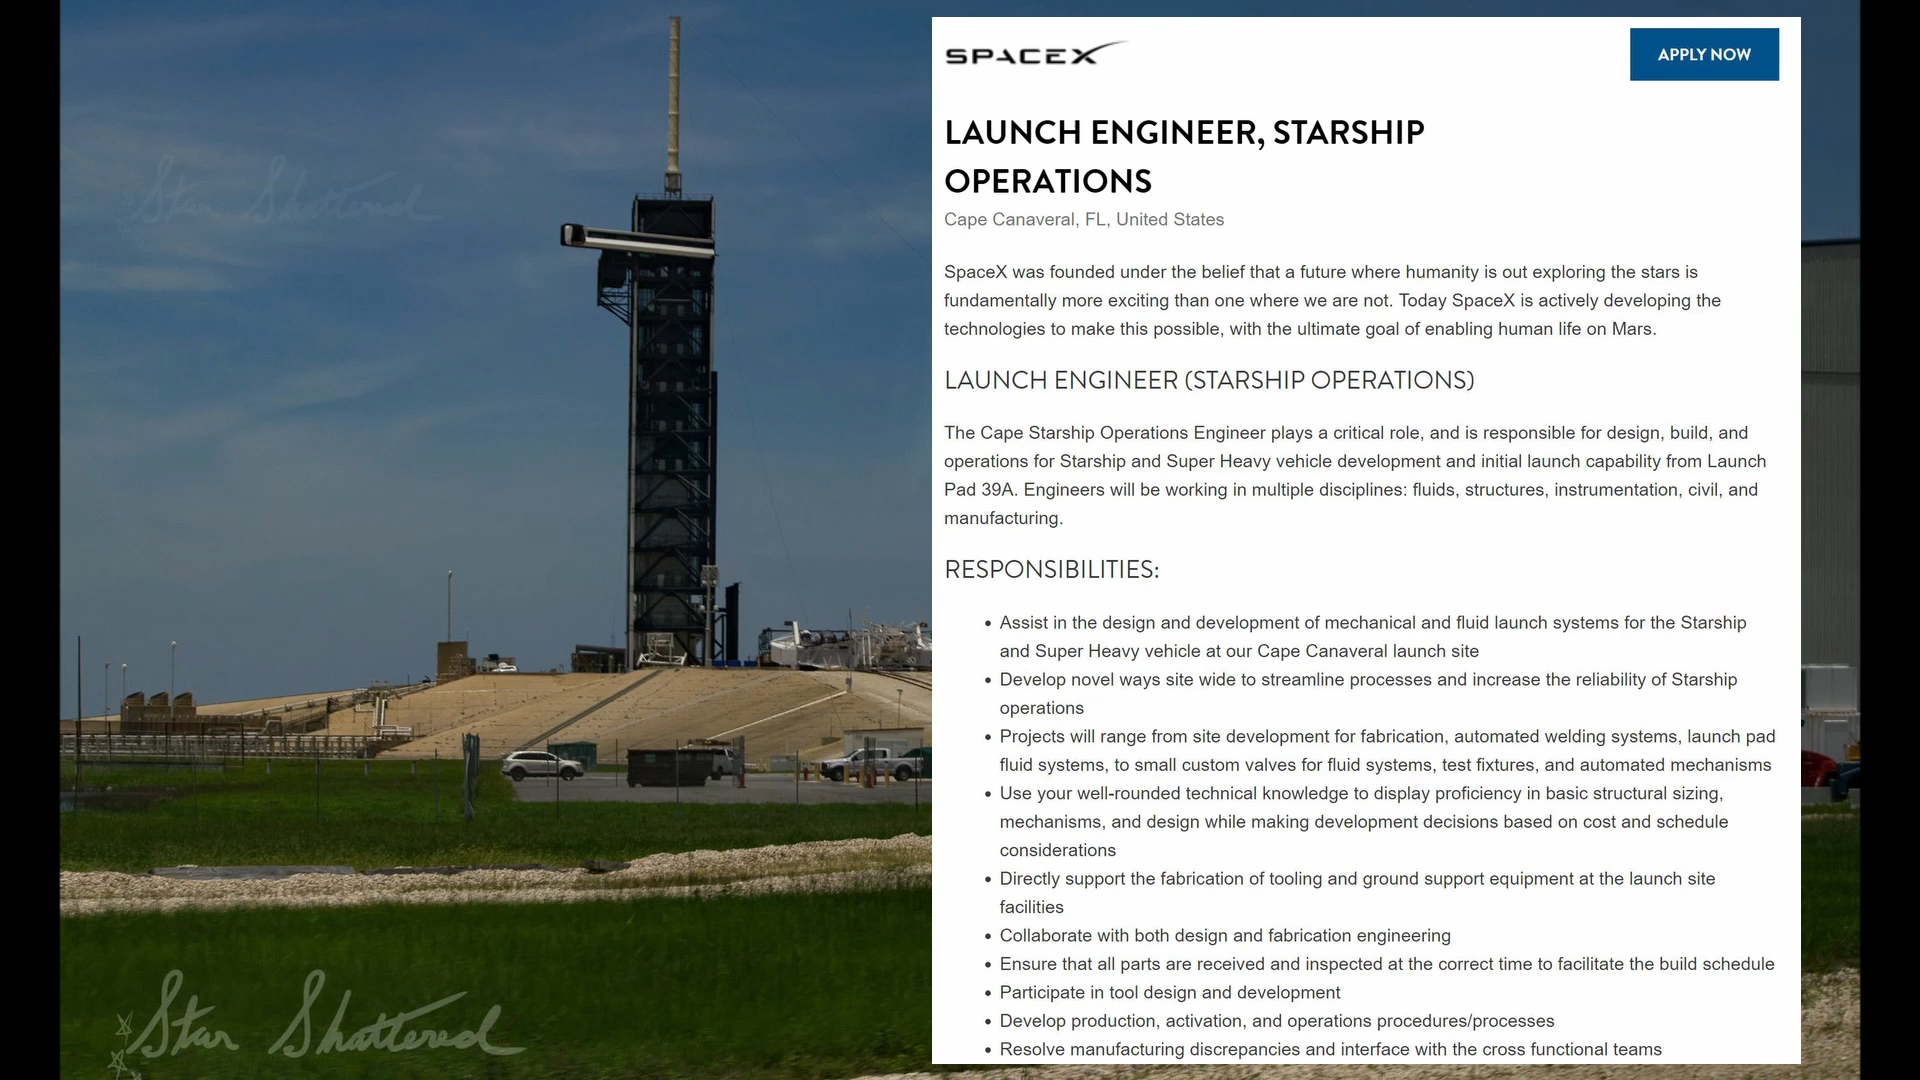 SPACEX
APPLY NOW
LAUNCH ENGINEER, STARSHIP
OPERATIONS
Cape Canaveral, FL, United States
SpaceX was founded under the belief that a future where humanity is out exploring the stars is
fundamentally more exciting than one where we are not. Today SpaceX is actively developing the
technologies to make this possible, with the ultimate goal of enabling human life on Mars.
LAUNCH ENGINEER (STARSHIP OPERATIONS)
The Cape Starship Operations Engineer plays a critical role, and is responsible for design, build, and
operations for Starship and Super Heavy vehicle development and initial launch capability from Launch
Pad 39A. Engineers will be working in multiple disciplines: fluids, structures, instrumentation, civil, and
manufacturing.
RESPONSIBILITIES:
• Assist in the design and development of mechanical and fluid launch systems for the Starship
and Super Heavy vehicle at our Cape Canaveral launch site
• Develop novel ways site wide to streamline processes and increase the reliability of Starship
operations
• Projects will range from site development for fabrication, automated welding systems, launch pad
fluid systems, to small custom valves for fluid systems, test fixtures, and automated mechanisms
• Use your well-rounded technical knowledge to display proficiency in basic structural sizing,
mechanisms, and design while making development decisions based on cost and schedule
considerations
• Directly support the fabrication of tooling and ground support equipment at the launch site
facilities
• Collaborate with both design and fabrication engineering
• Ensure that all parts are received and inspected at the correct time to facilitate the build schedule
• Participate in tool design and development
• Develop production, activation, and operations procedures/processes
• Resolve manufacturing discrepancies and interface with the cross functional teams
Star Shattered
Star Shattered